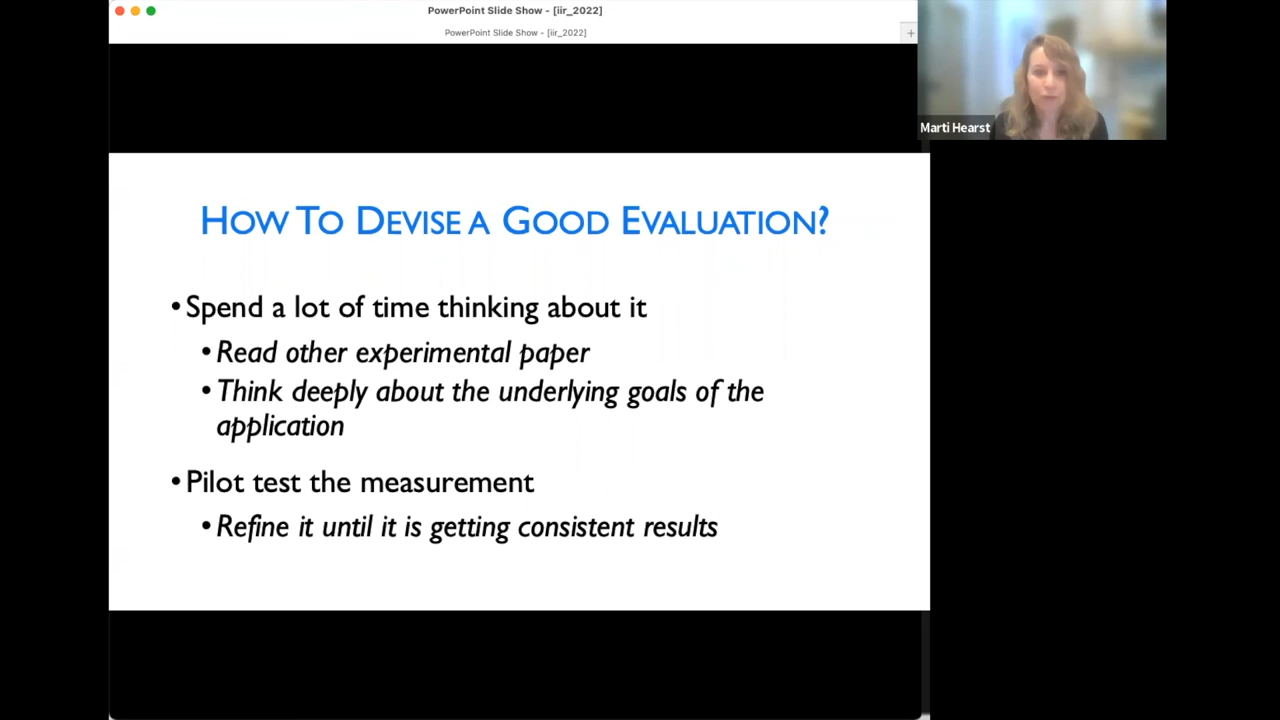 PowerPoint Slide Show - [iir_2022]
PowerPoint Slide Show - [iir_2022]
+
Marti Hearst
HOW TO DEVISE A GOOD EVALUATION?
•Spend a lot of time thinking about it
•Read other experimental paper
•Think deeply about the underlying goals of the
application
•Pilot test the measurement
•Refine it until it is getting consistent results